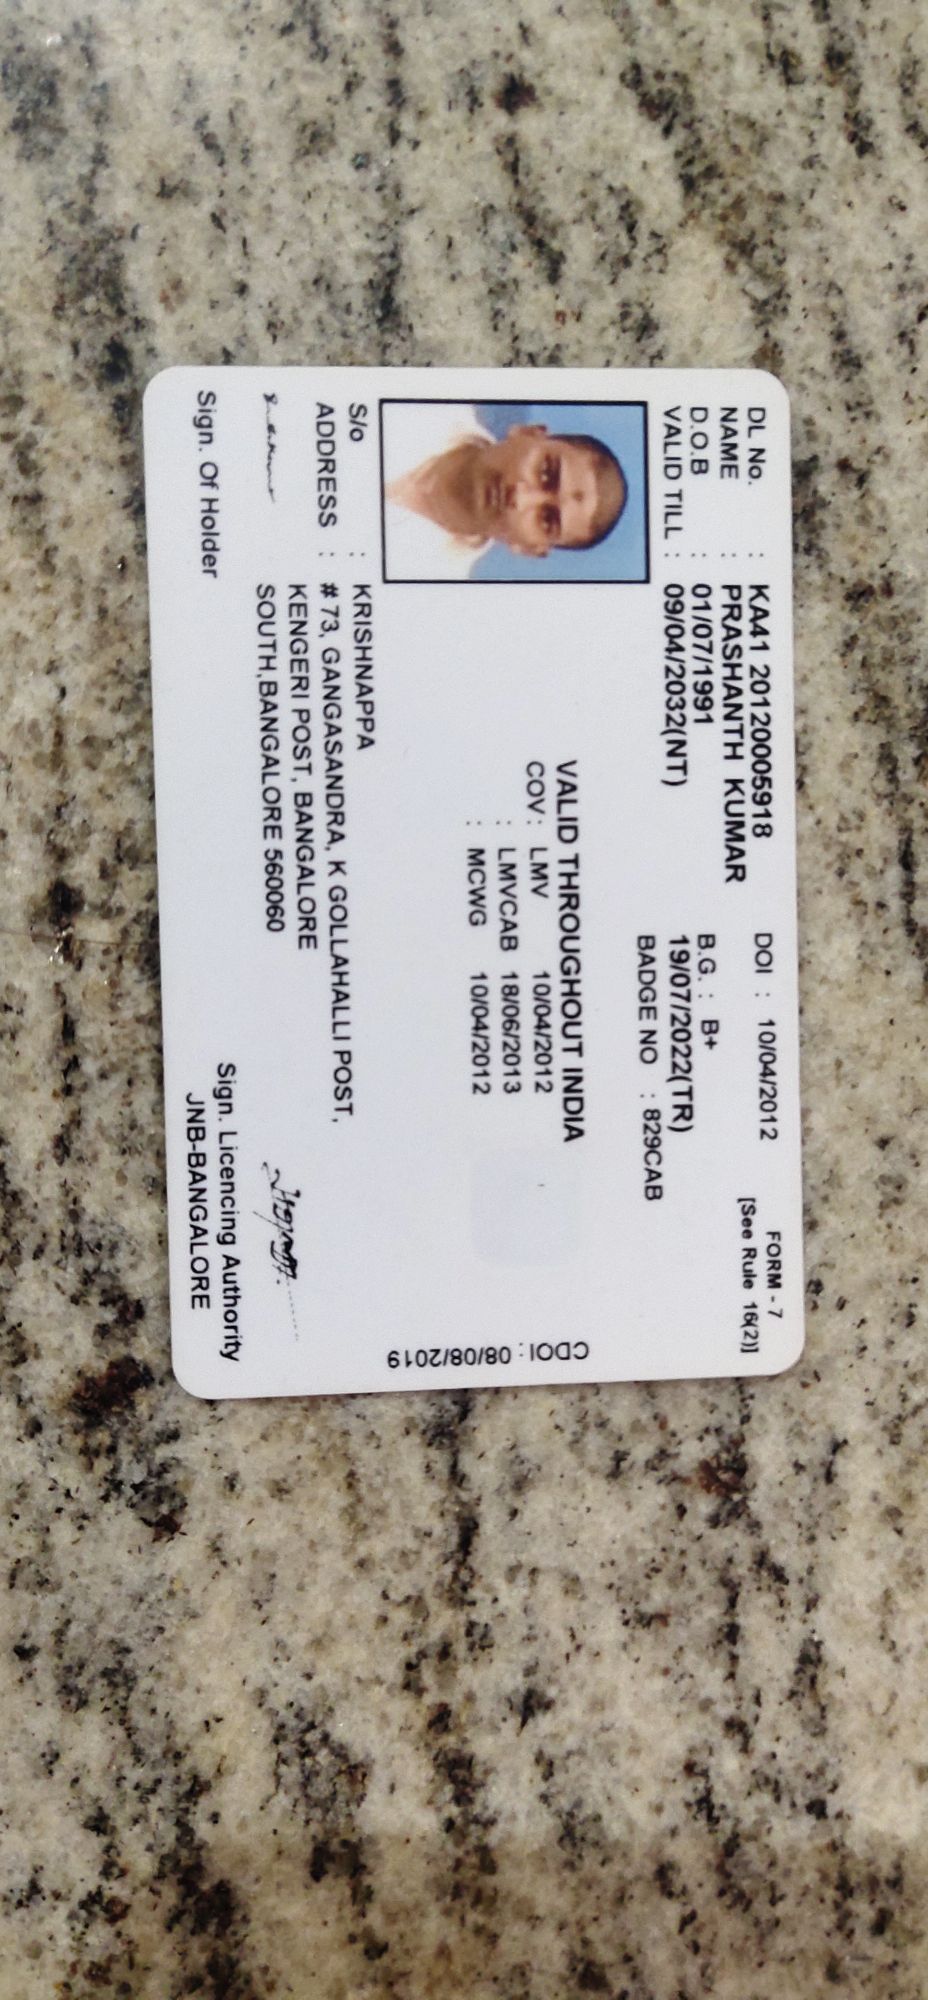 FORM - 7
[See Rule 16(2)]
DL No. : KA41 20120005918 DOI : 10/04/2012
NAME : PRASHANTH KUMAR
D.O.B : 01/07/1991 B.G. : B+
VALID TILL : 09/04/2032(NT) 19/07/2022(TR)
BADGE NO : 829CAB
VALID THROUGHOUT INDIA
COV : LMV 10/04/2012
: LMVCAB 18/06/2013
: MCWG 10/04/2012
CDOI : 08/08/2019
S/o : KRISHNAPPA
ADDRESS : # 73, GANGASANDRA, K GOLLAHALLI POST,
KENGERI POST, BANGALORE
SOUTH,BANGALORE 560060
Sign. Of Holder
Sign. Licencing Authority
JNB-BANGALORE